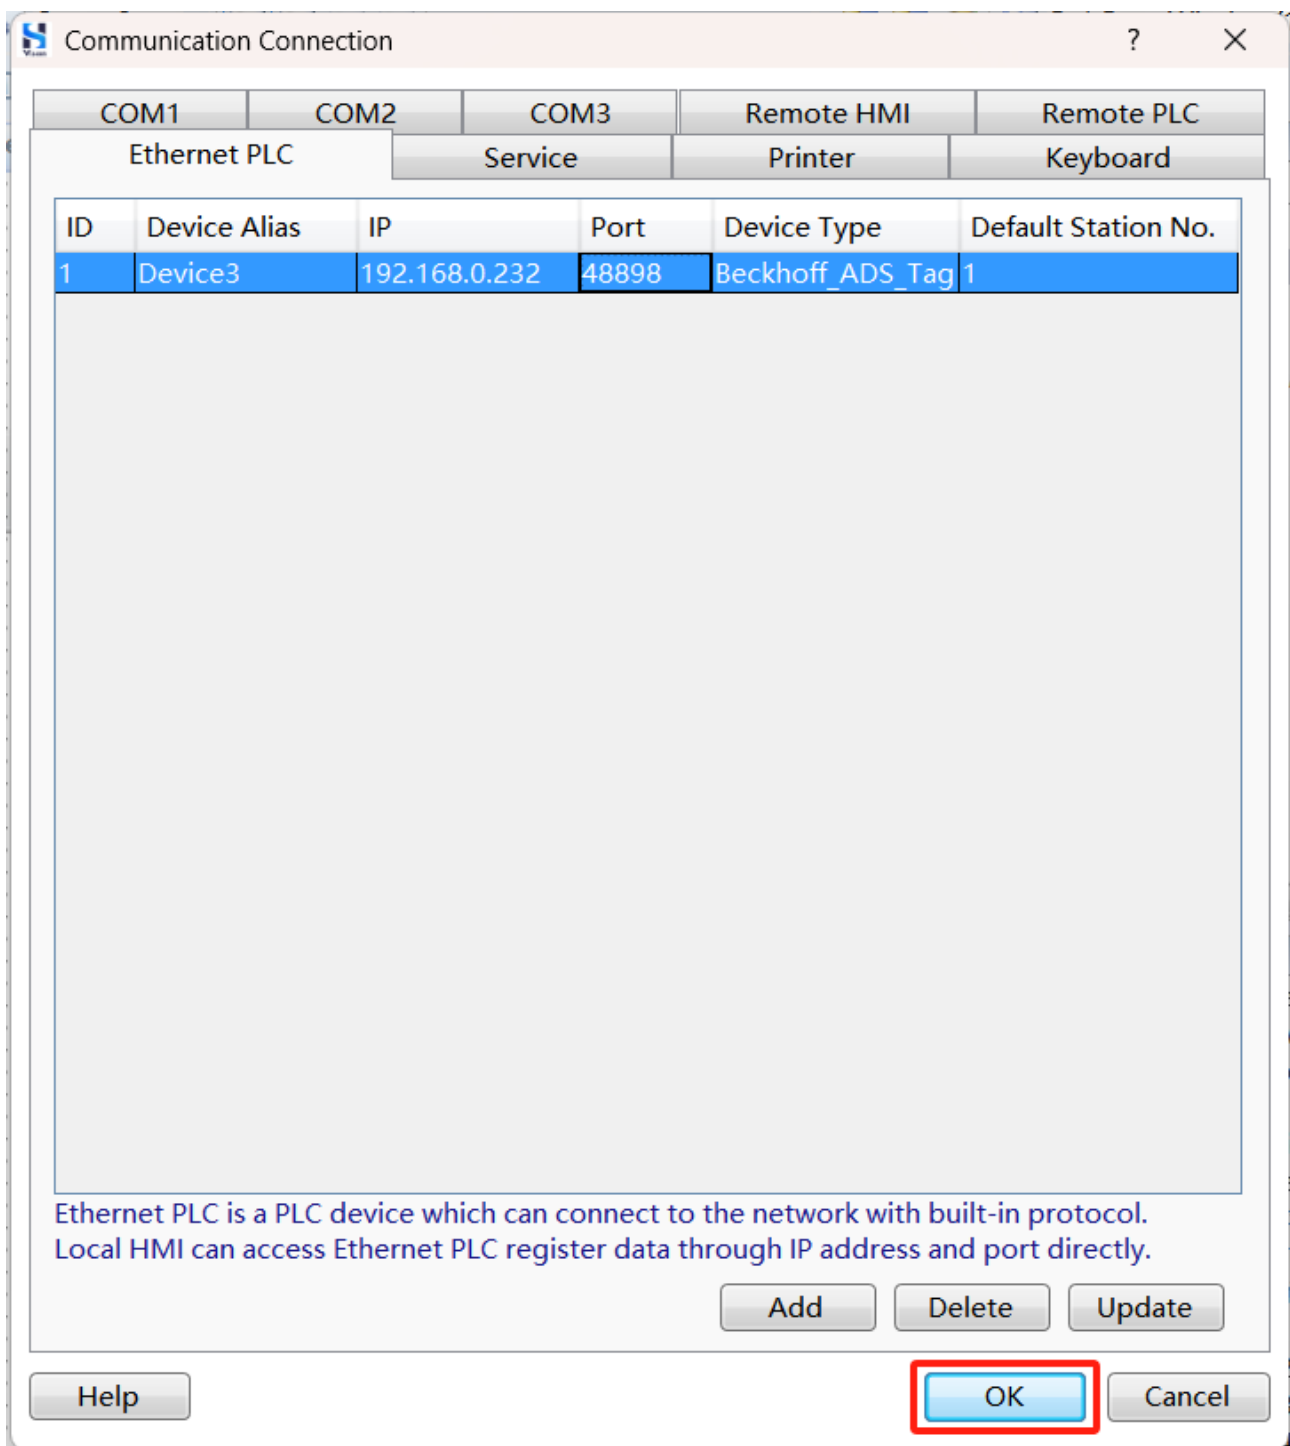 Communication Connection ? ×
COM1 COM2 COM3 Remote HMI Remote PLC
Ethernet PLC Service Printer Keyboard
ID Device Alias IP Port Device Type Default Station No.
1 Device3 192.168.0.232 48898 Beckhoff_ADS_Tag 1
Ethernet PLC is a PLC device which can connect to the network with built-in protocol.
Local HMI can access Ethernet PLC register data through IP address and port directly.
Add Delete Update
Help OK Cancel